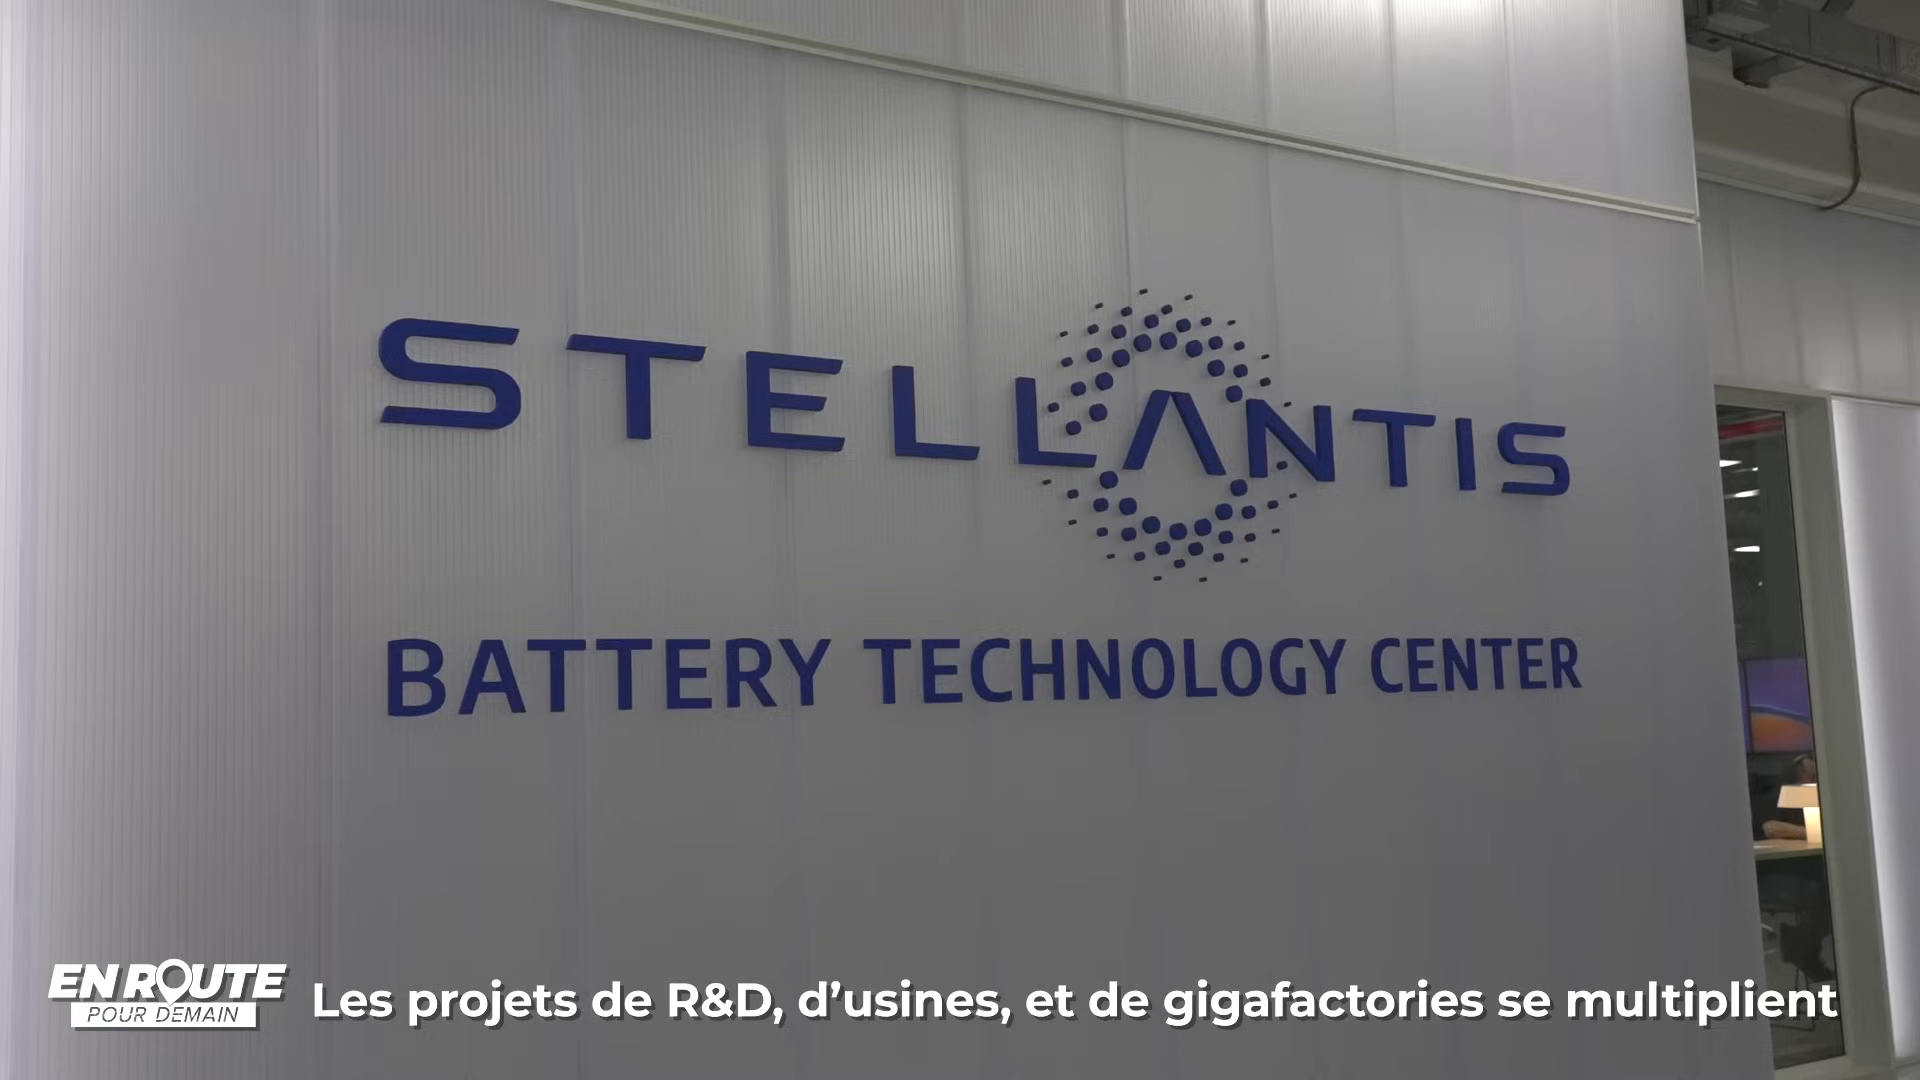 STELLANTIS
BATTERY TECHNOLOGY CENTER
EN ROUTE
POUR DEMAIN
Les projets de R&D, d’usines, et de gigafactories se multiplient